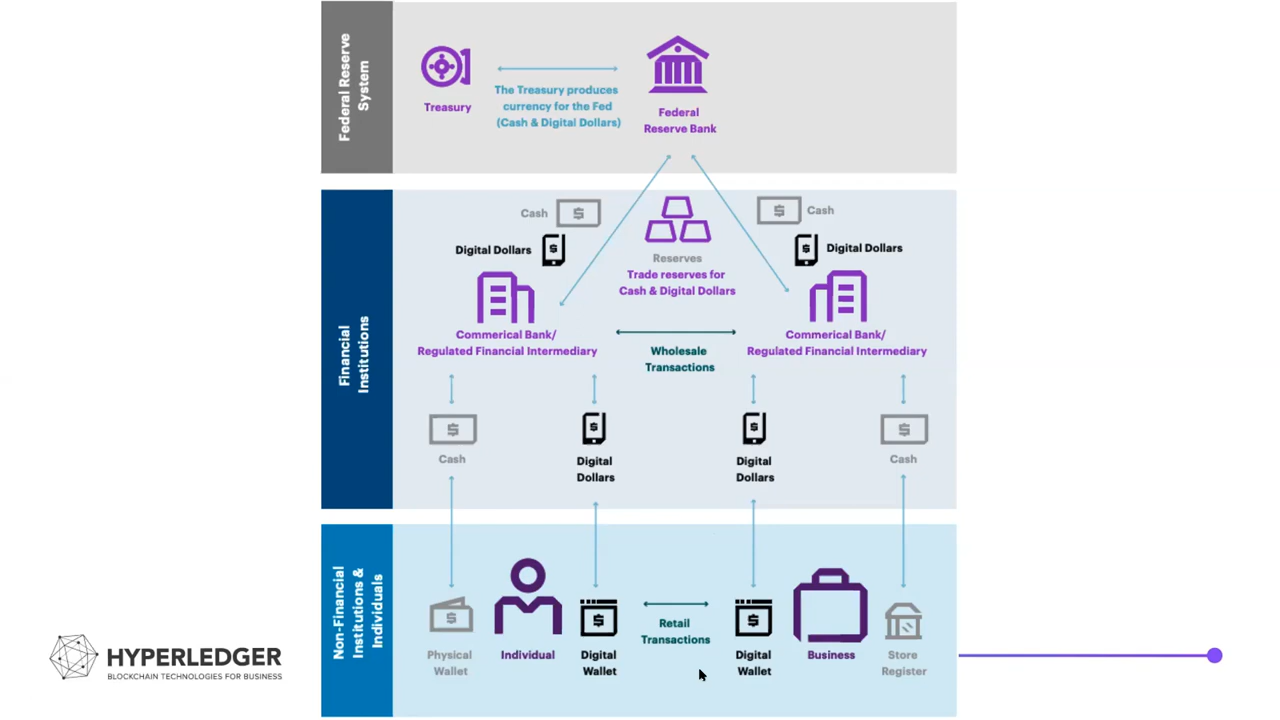 Federal Reserve
System
Treasury
The Treasury produces
currency for the Fed
(Cash & Digital Dollars)
Federal
Reserve Bank
Financial
Institutions
Cash
$
Digital Dollars
$
Reserves
Trade reserves for
Cash & Digital Dollars
$
Cash
$
Digital Dollars
Commerical Bank/
Regulated Financial Intermediary
Wholesale
Transactions
Commerical Bank/
Regulated Financial Intermediary
$
Cash
$
Digital
Dollars
$
Digital
Dollars
$
Cash
Non-Financial
Institutions &
Individuals
$
Physical
Wallet
Individual
$
Digital
Wallet
Retail
Transactions
$
Digital
Wallet
Business
Store
Register
HYPERLEDGER
BLOCKCHAIN TECHNOLOGIES FOR BUSINESS